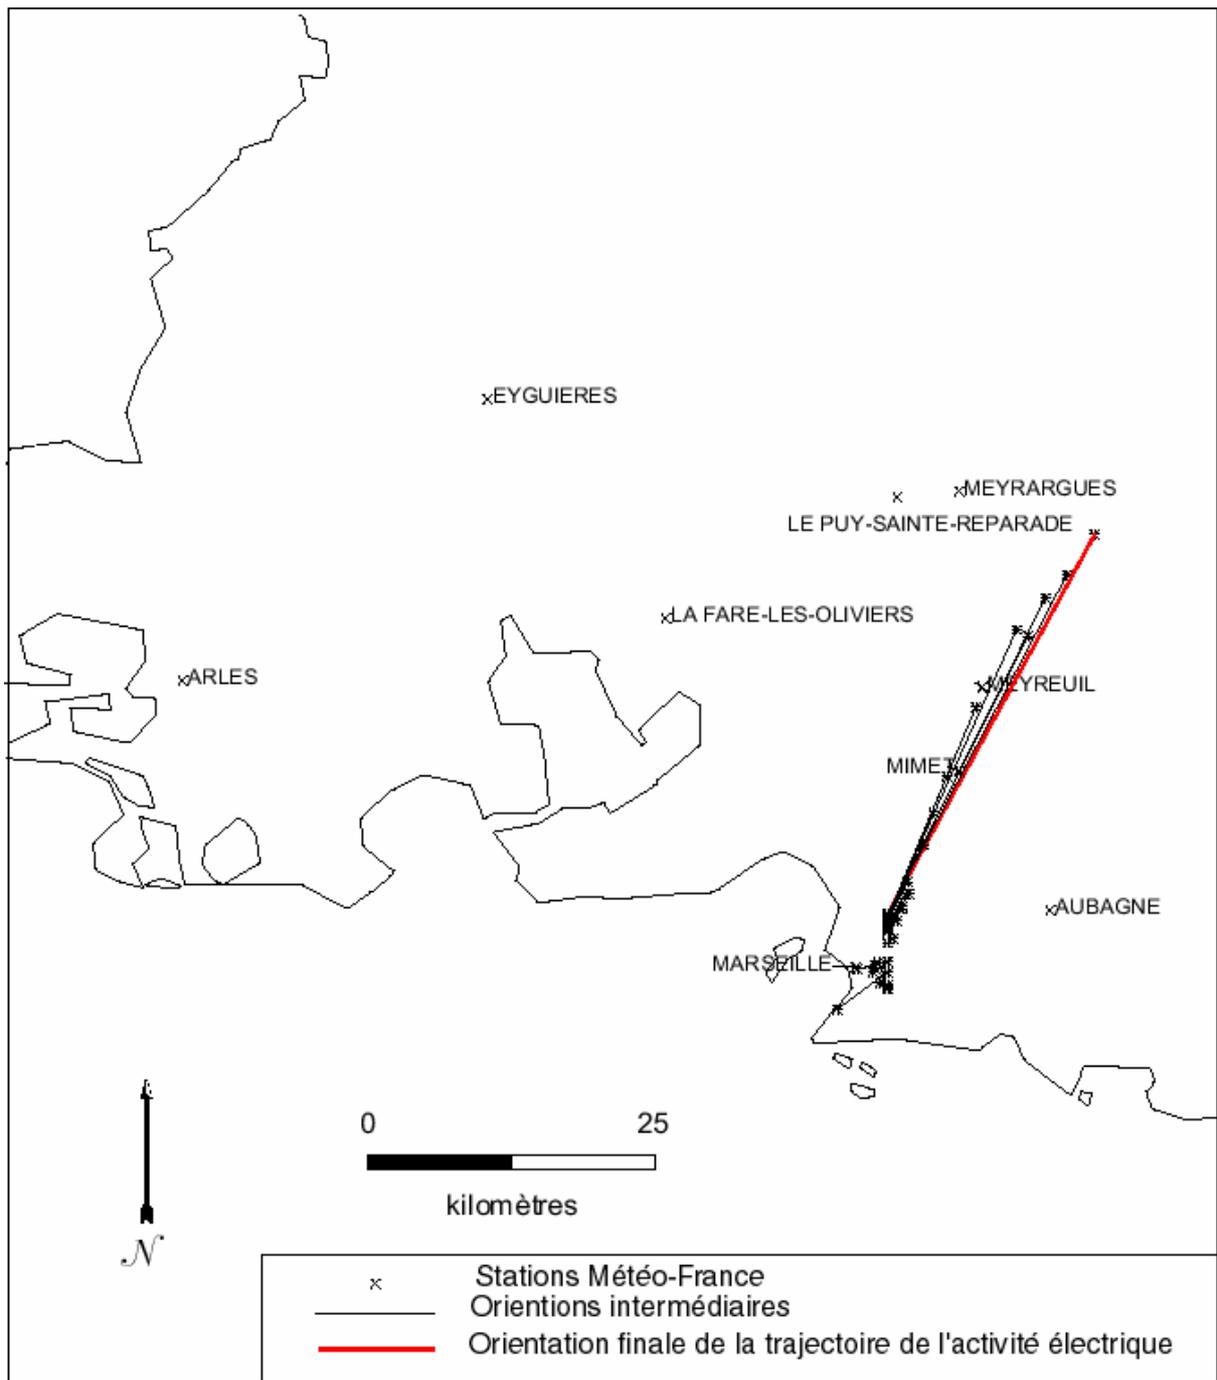 EYGUIERES
MEYRARGUES
LE PUY-SAINTE-REPARADE
LA FARE-LES-OLIVIERS
ARLES
MEYREUIL
MIMET
AUBAGNE
MARSEILLE
0 25
kilomètres
N
Stations Météo-France
Orientions intermédiaires
Orientation finale de la trajectoire de l'activité électrique